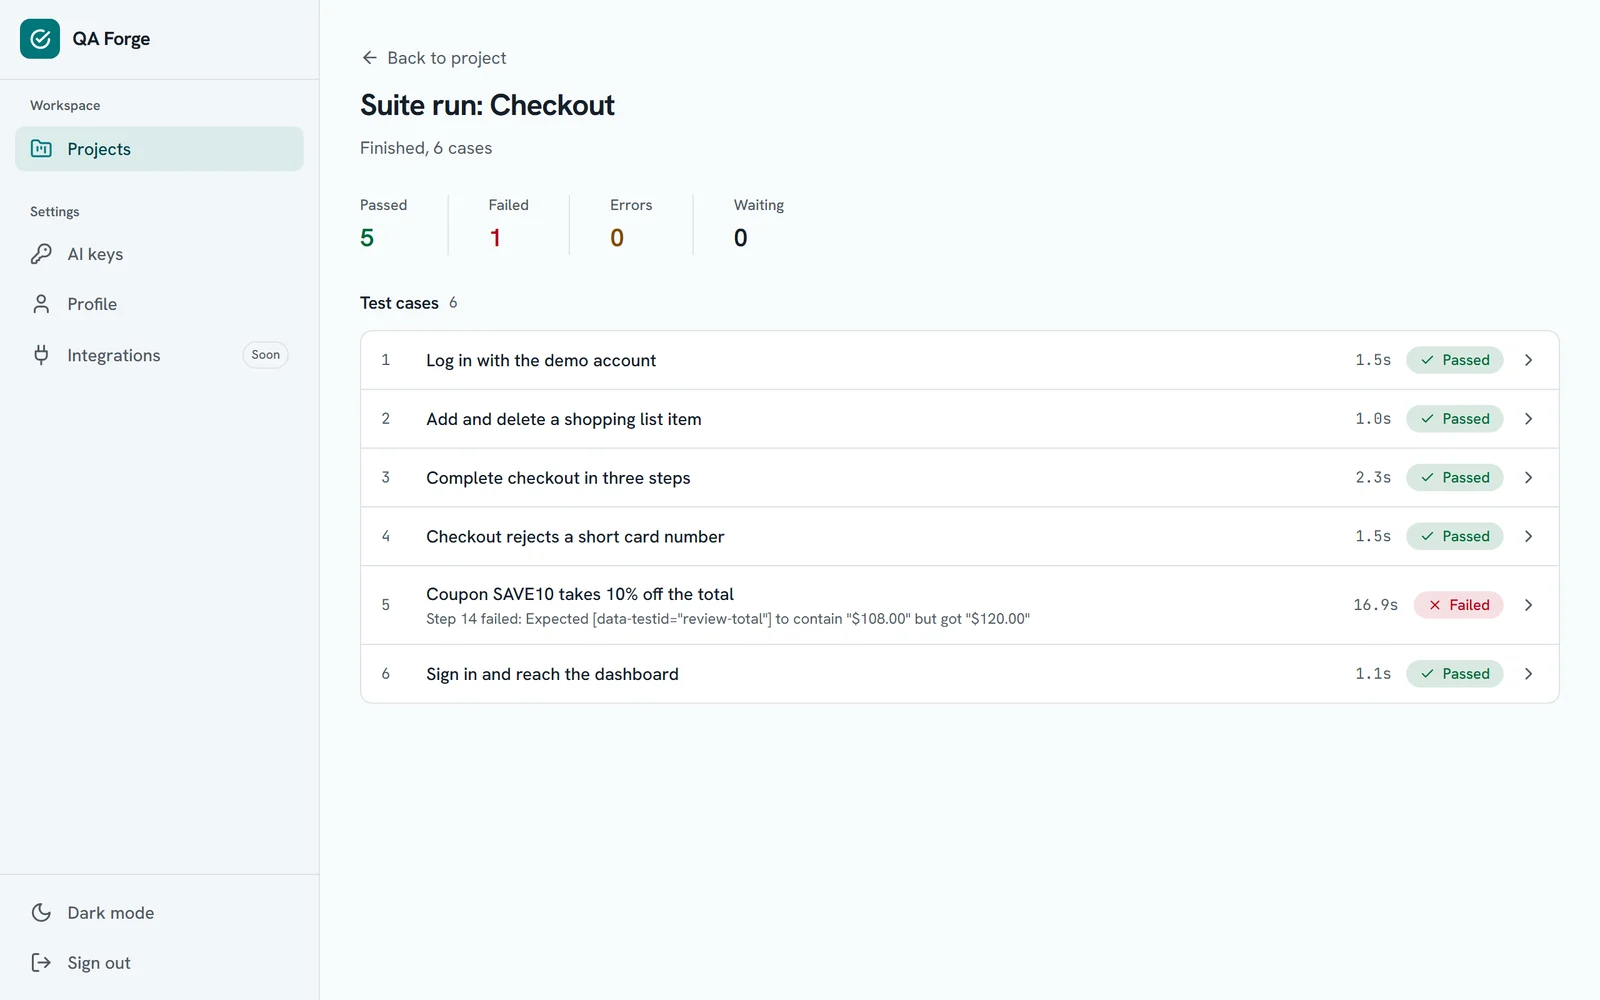 QA Forge
Workspace
Projects
Settings
AI keys
Profile
Integrations Soon
Dark mode
Sign out
Back to project
Suite run: Checkout
Finished, 6 cases
Passed Failed Errors Waiting
5 1 0 0
Test cases 6
1 Log in with the demo account 1.5s Passed
2 Add and delete a shopping list item 1.0s Passed
3 Complete checkout in three steps 2.3s Passed
4 Checkout rejects a short card number 1.5s Passed
5 Coupon SAVE10 takes 10% off the total 16.9s Failed
Step 14 failed: Expected [data-testid="review-total"] to contain "$108.00" but got "$120.00"
6 Sign in and reach the dashboard 1.1s Passed